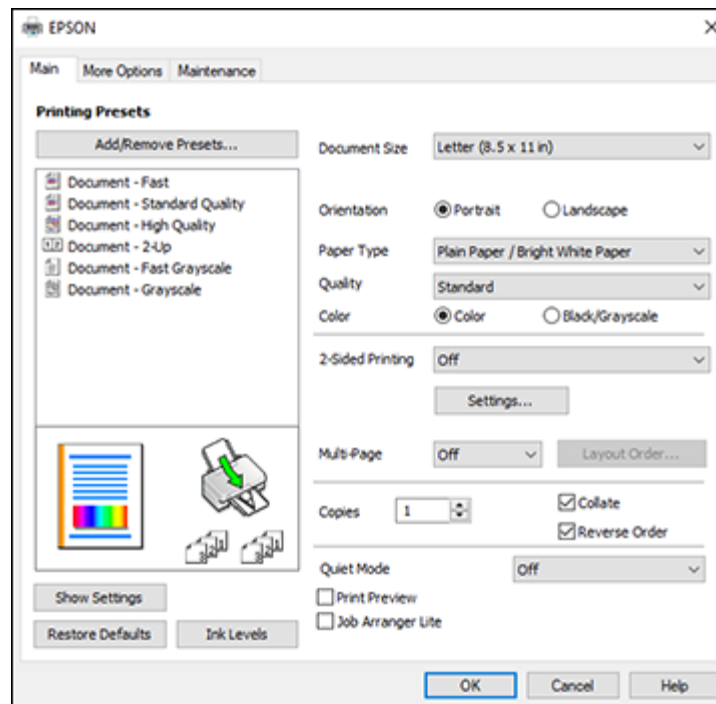 EPSON
Main
More Options
Maintenance
Printing Presets
Add/Remove Presets...
Document - Fast
Document - Standard Quality
Document - High Quality
Document - 2-Up
Document - Fast Grayscale
Document - Grayscale
Show Settings
Restore Defaults
Ink Levels
Document Size
Letter (8.5 x 11 in)
Orientation
Portrait
Landscape
Paper Type
Plain Paper / Bright White Paper
Quality
Standard
Color
Color
Black/Grayscale
2-Sided Printing
Off
Settings...
Multi-Page
Off
Layout Order...
Copies
1
Collate
Reverse Order
Quiet Mode
Off
Print Preview
Job Arranger Lite
OK
Cancel
Help